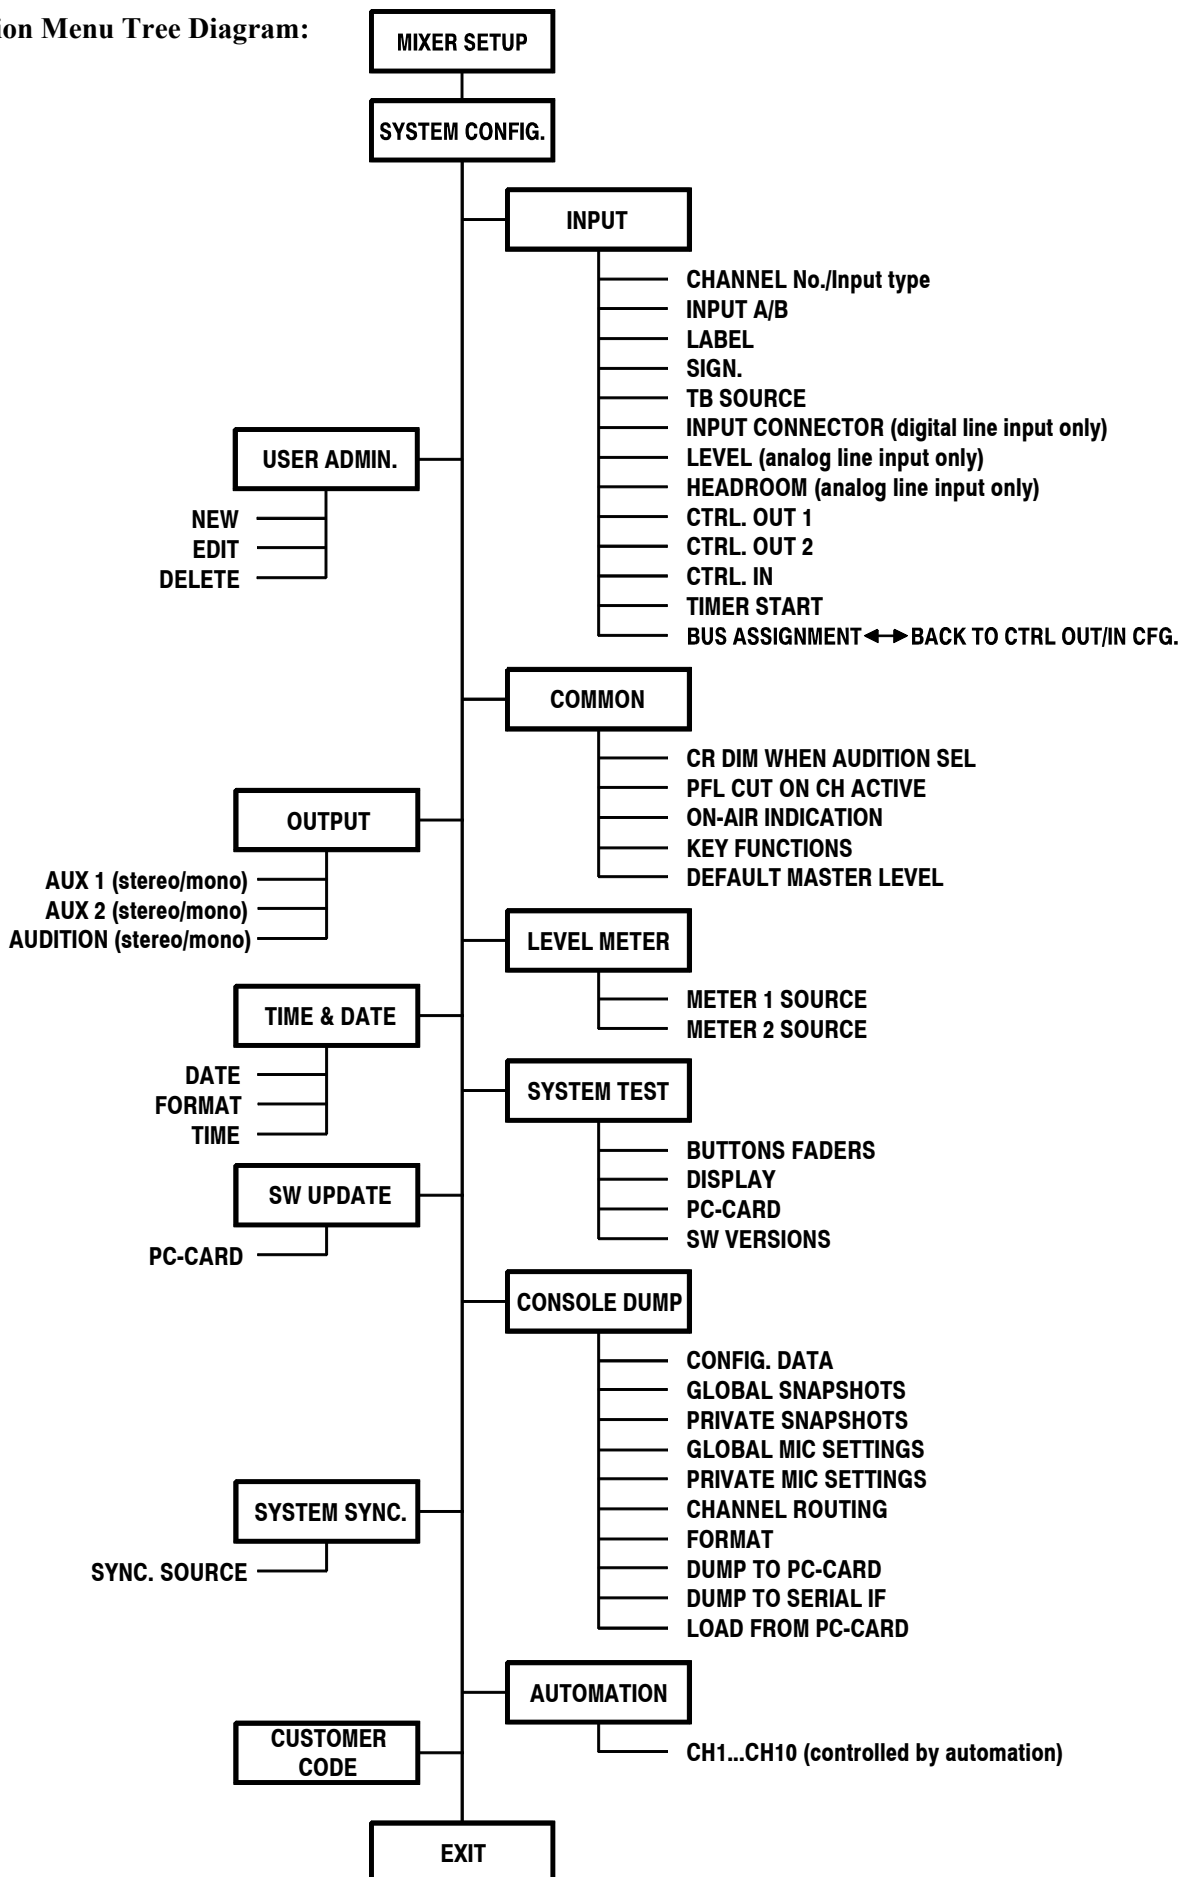 ion Menu Tree Diagram:
MIXER SETUP
SYSTEM CONFIG.
INPUT
CHANNEL No./Input type
INPUT A/B
LABEL
SIGN.
TB SOURCE
INPUT CONNECTOR (digital line input only)
LEVEL (analog line input only)
HEADROOM (analog line input only)
CTRL. OUT 1
CTRL. OUT 2
CTRL. IN
TIMER START
BUS ASSIGNMENT◄►BACK TO CTRL OUT/IN CFG.
USER ADMIN.
NEW
EDIT
DELETE
COMMON
CR DIM WHEN AUDITION SEL
PFL CUT ON CH ACTIVE
ON-AIR INDICATION
KEY FUNCTIONS
DEFAULT MASTER LEVEL
OUTPUT
AUX 1 (stereo/mono)
AUX 2 (stereo/mono)
AUDITION (stereo/mono)
LEVEL METER
METER 1 SOURCE
METER 2 SOURCE
TIME & DATE
DATE
FORMAT
TIME
SYSTEM TEST
BUTTONS FADERS
DISPLAY
PC-CARD
SW VERSIONS
SW UPDATE
PC-CARD
CONSOLE DUMP
CONFIG. DATA
GLOBAL SNAPSHOTS
PRIVATE SNAPSHOTS
GLOBAL MIC SETTINGS
PRIVATE MIC SETTINGS
CHANNEL ROUTING
FORMAT
DUMP TO PC-CARD
DUMP TO SERIAL IF
LOAD FROM PC-CARD
SYSTEM SYNC.
SYNC. SOURCE
AUTOMATION
CH1...CH10 (controlled by automation)
CUSTOMER
CODE
EXIT